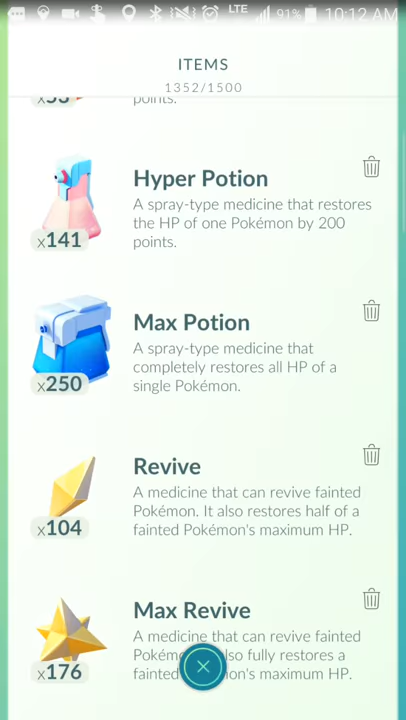 LTE 91% 10:12 AM
ITEMS
1352/1500
x53
points.
Hyper Potion
A spray-type medicine that restores
the HP of one Pokémon by 200
points.
x141
Max Potion
A spray-type medicine that
completely restores all HP of a
single Pokémon.
x250
Revive
A medicine that can revive fainted
Pokémon. It also restores half of a
fainted Pokémon's maximum HP.
x104
Max Revive
A medicine that can revive fainted
also fully restores a
fainted maximum HP.
x176